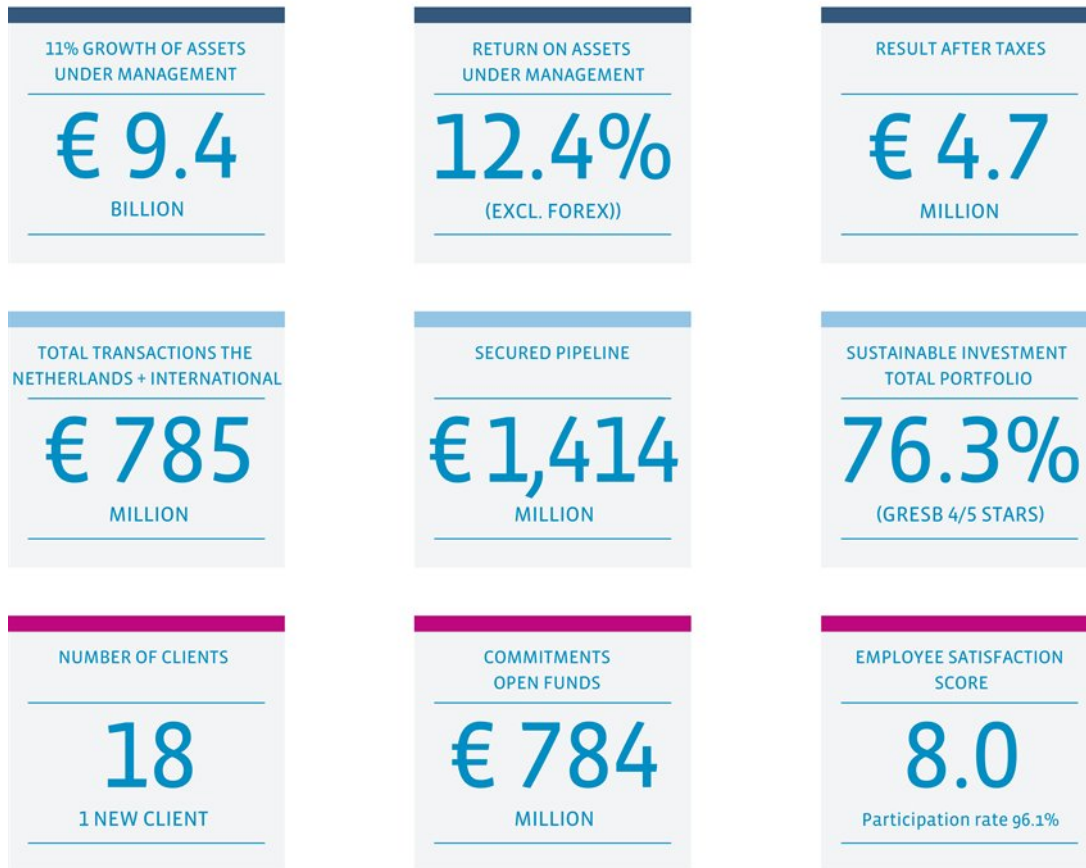 11% GROWTH OF ASSETS
UNDER MANAGEMENT
€ 9.4
BILLION
RETURN ON ASSETS
UNDER MANAGEMENT
12.4%
(EXCL. FOREX))
RESULT AFTER TAXES
€ 4.7
MILLION
TOTAL TRANSACTIONS THE
NETHERLANDS + INTERNATIONAL
€ 785
MILLION
SECURED PIPELINE
€ 1,414
MILLION
SUSTAINABLE INVESTMENT
TOTAL PORTFOLIO
76.3%
(GRESB 4/5 STARS)
NUMBER OF CLIENTS
18
1 NEW CLIENT
COMMITMENTS
OPEN FUNDS
€ 784
MILLION
EMPLOYEE SATISFACTION
SCORE
8.0
Participation rate 96.1%